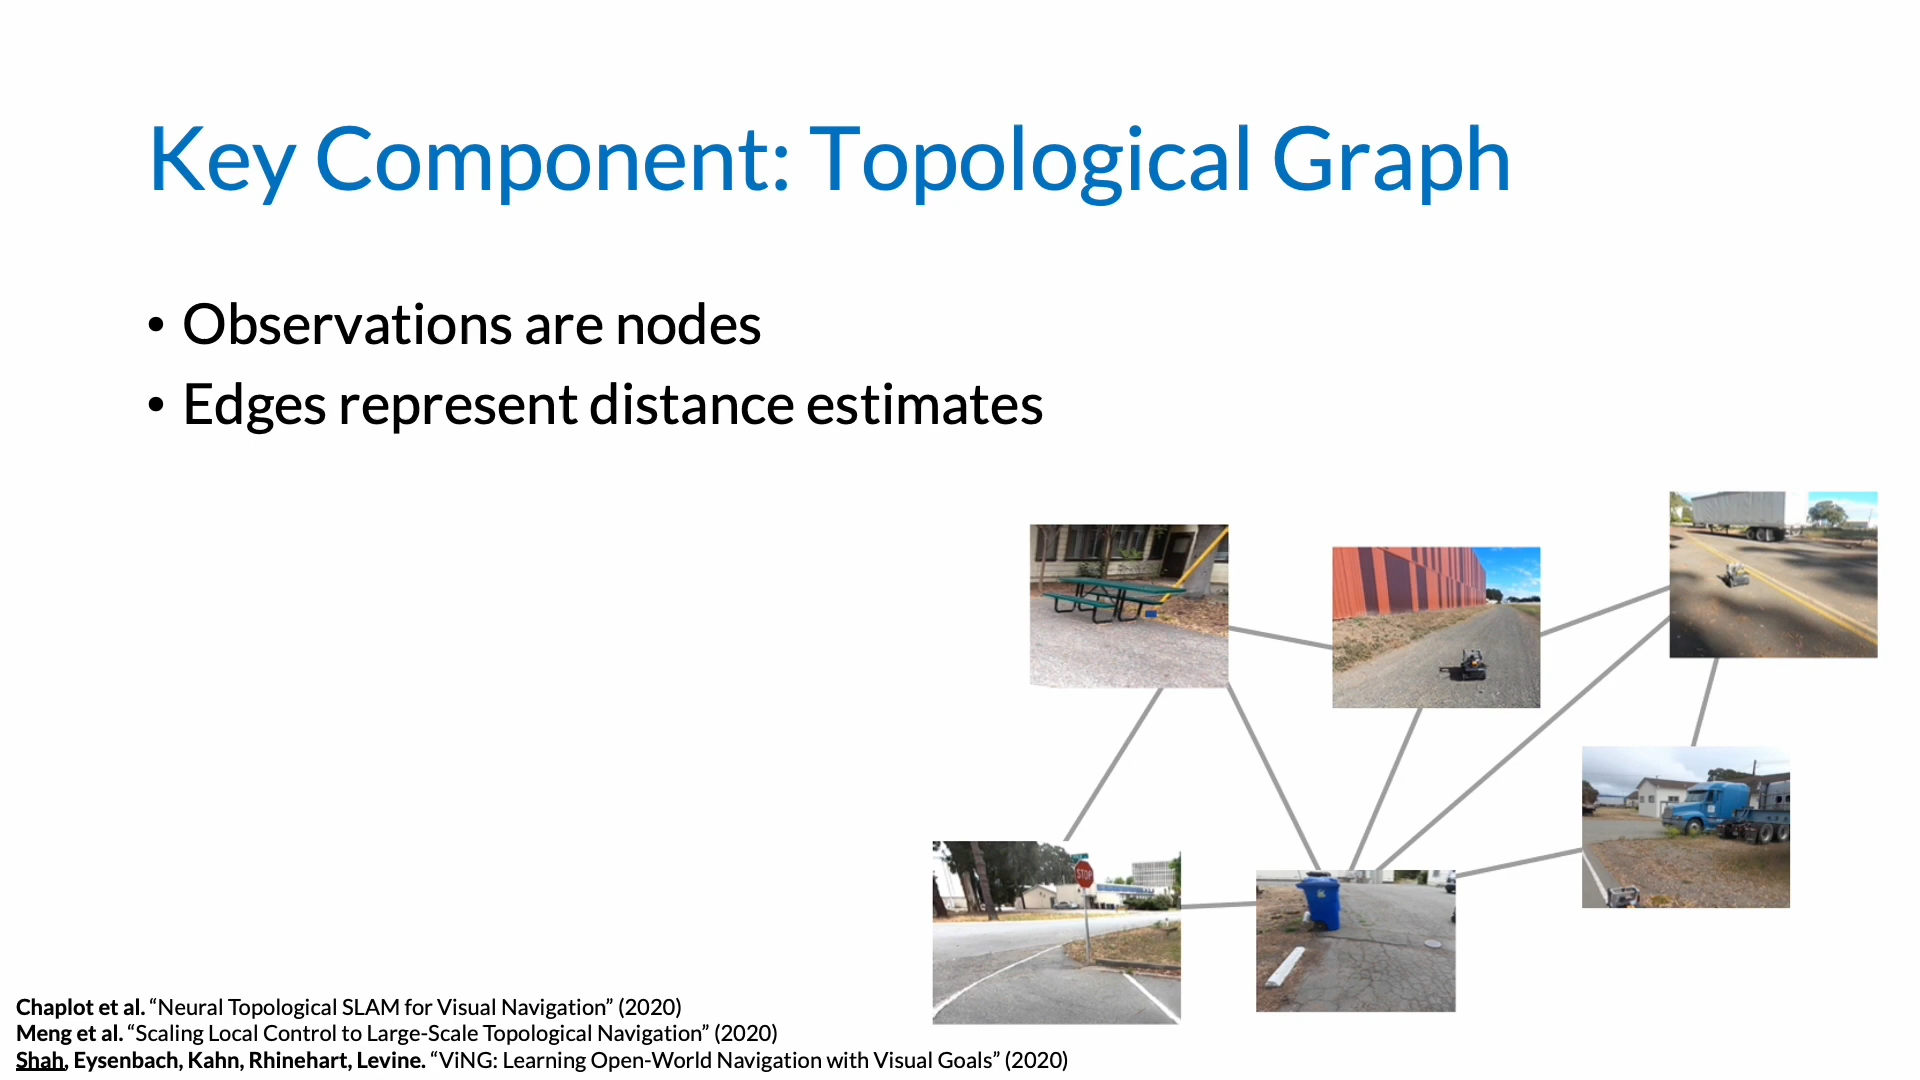 Key Component: Topological Graph
• Observations are nodes
• Edges represent distance estimates
STOP
Chaplot et al. “Neural Topological SLAM for Visual Navigation” (2020)
Meng et al. “Scaling Local Control to Large-Scale Topological Navigation” (2020)
Shah, Eysenbach, Kahn, Rhinehart, Levine. “ViNG: Learning Open-World Navigation with Visual Goals” (2020)